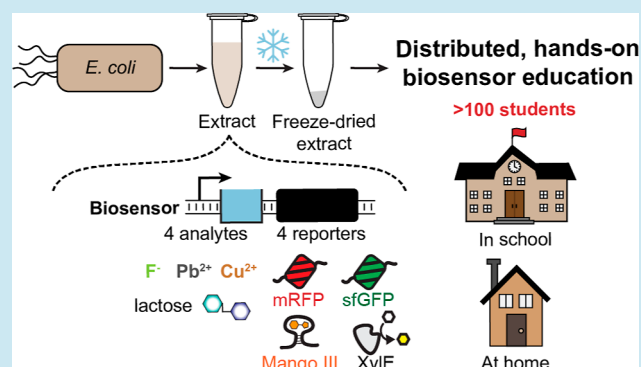 E. coli
Distributed, hands-on
biosensor education
>100 students
Extract
Freeze-dried
extract
Biosensor
4 analytes
4 reporters
In school
F⁻ Pb²⁺ Cu²⁺
lactose
mRFP
sfGFP
Mango III
XylE
At home